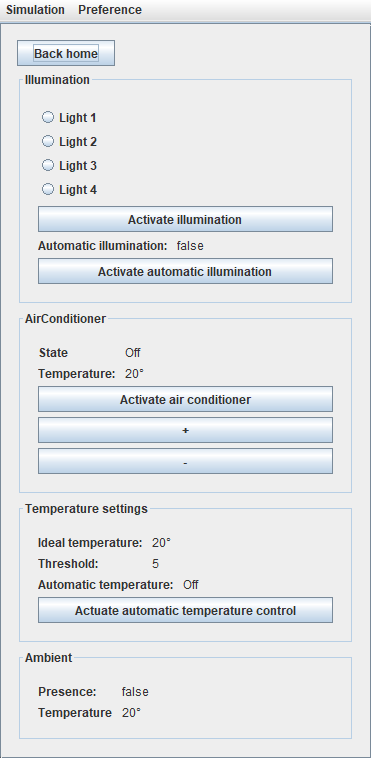 Simulation Preference
Back home
Illumination
Light 1
Light 2
Light 3
Light 4
Activate illumination
Automatic illumination: false
Activate automatic illumination
AirConditioner
State Off
Temperature: 20°
Activate air conditioner
+
-
Temperature settings
Ideal temperature: 20°
Threshold: 5
Automatic temperature: Off
Actuate automatic temperature control
Ambient
Presence: false
Temperature 20°